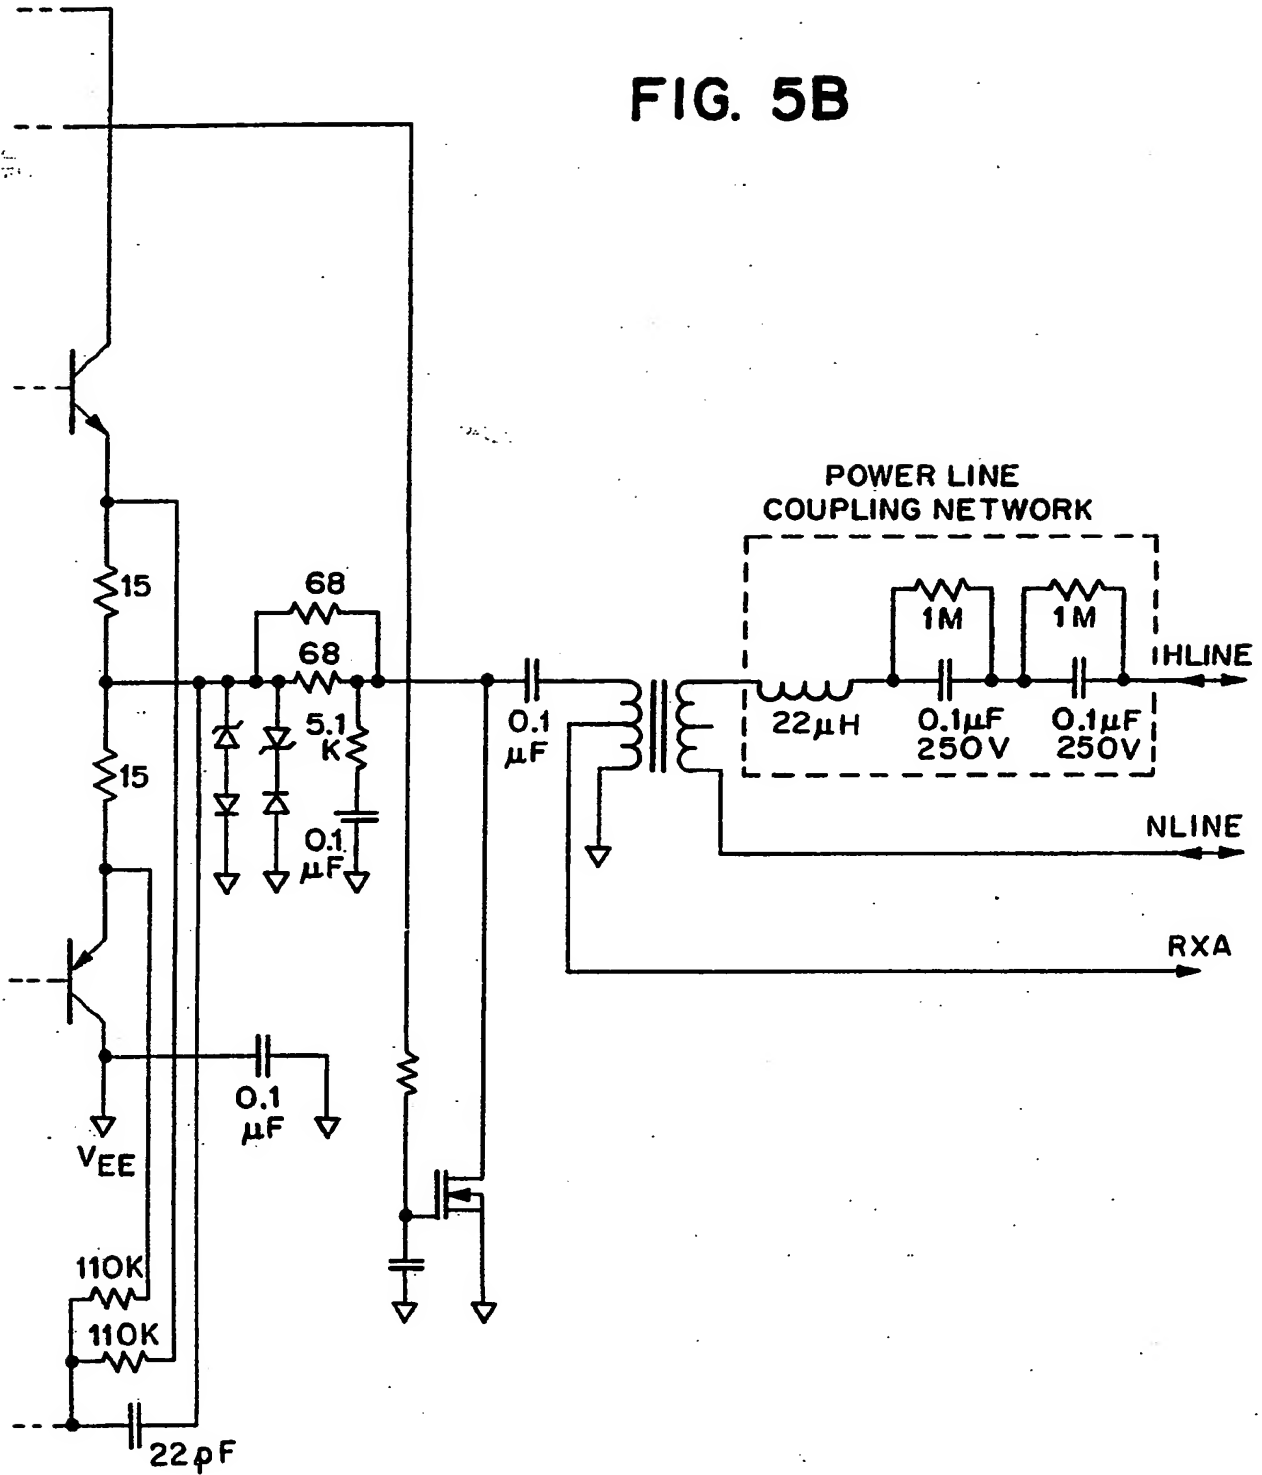 FIG. 5B
POWER LINE
COUPLING NETWORK
15
68
68
1M
1M
HLINE
5.1
K
0.1
µF
22µH
0.1µF
250V
0.1µF
250V
15
0.1
µF
NLINE
RXA
0.1
µF
VEE
110K
110K
22pF